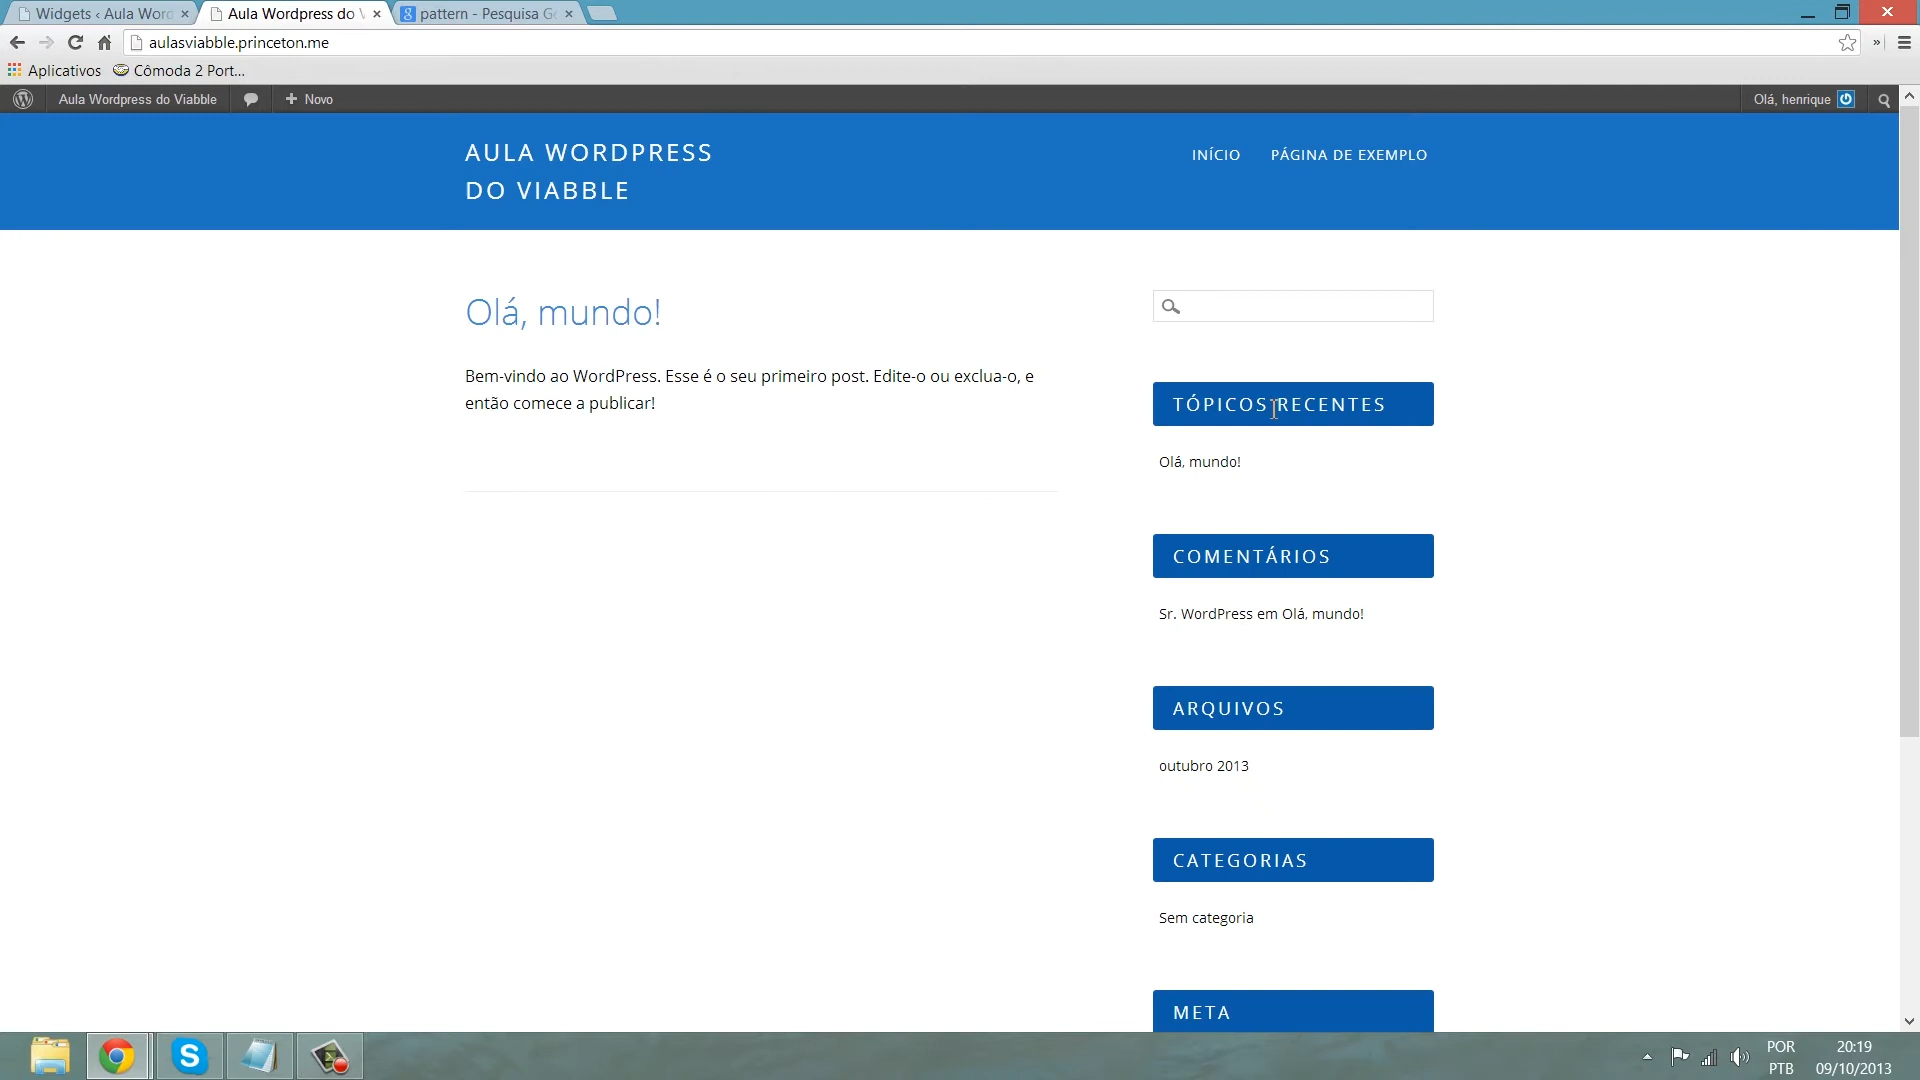 Widgets ‹ Aula Word
Aula Wordpress do
pattern - Pesquisa G
aulasviabble.princeton.me
Aplicativos
Cômoda 2 Port...
Aula Wordpress do Viabble
Novo
Olá, henrique
AULA WORDPRESS
DO VIABBLE
INÍCIO
PÁGINA DE EXEMPLO
Olá, mundo!
Bem-vindo ao WordPress. Esse é o seu primeiro post. Edite-o ou exclua-o, e
então comece a publicar!
TÓPICOS RECENTES
Olá, mundo!
COMENTÁRIOS
Sr. WordPress em Olá, mundo!
ARQUIVOS
outubro 2013
CATEGORIAS
Sem categoria
META
POR
PTB
20:19
09/10/2013